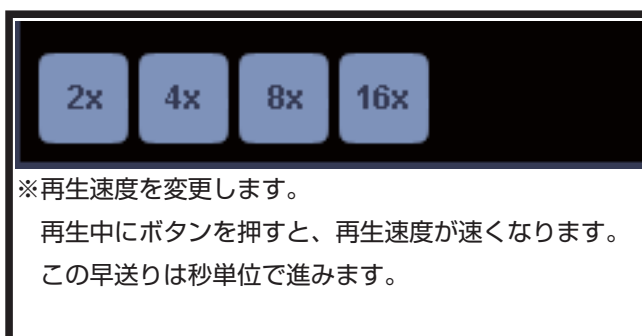 2x 4x 8x 16x
※再生速度を変更します。
再生中にボタンを押すと、再生速度が速くなります。
この早送りは秒単位で進みます。